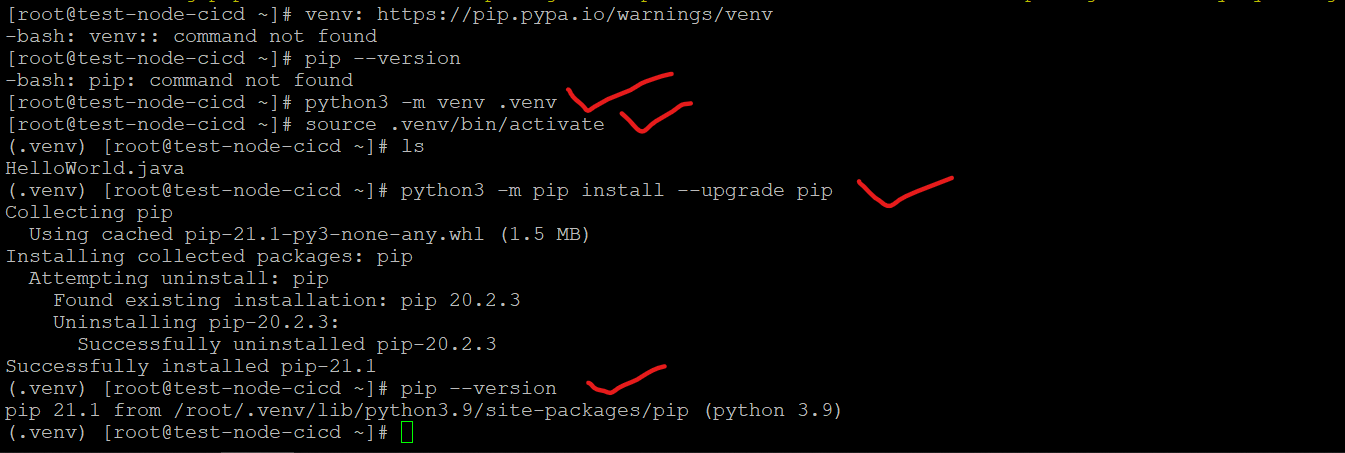 [root@test-node-cicd ~]# venv: https://pip.pypa.io/warnings/venv
-bash: venv:: command not found
[root@test-node-cicd ~]# pip --version
-bash: pip: command not found
[root@test-node-cicd ~]# python3 -m venv .venv
[root@test-node-cicd ~]# source .venv/bin/activate
(.venv) [root@test-node-cicd ~]# ls
HelloWorld.java
(.venv) [root@test-node-cicd ~]# python3 -m pip install --upgrade pip
Collecting pip
  Using cached pip-21.1-py3-none-any.whl (1.5 MB)
Installing collected packages: pip
  Attempting uninstall: pip
    Found existing installation: pip 20.2.3
    Uninstalling pip-20.2.3:
      Successfully uninstalled pip-20.2.3
Successfully installed pip-21.1
(.venv) [root@test-node-cicd ~]# pip --version
pip 21.1 from /root/.venv/lib/python3.9/site-packages/pip (python 3.9)
(.venv) [root@test-node-cicd ~]#